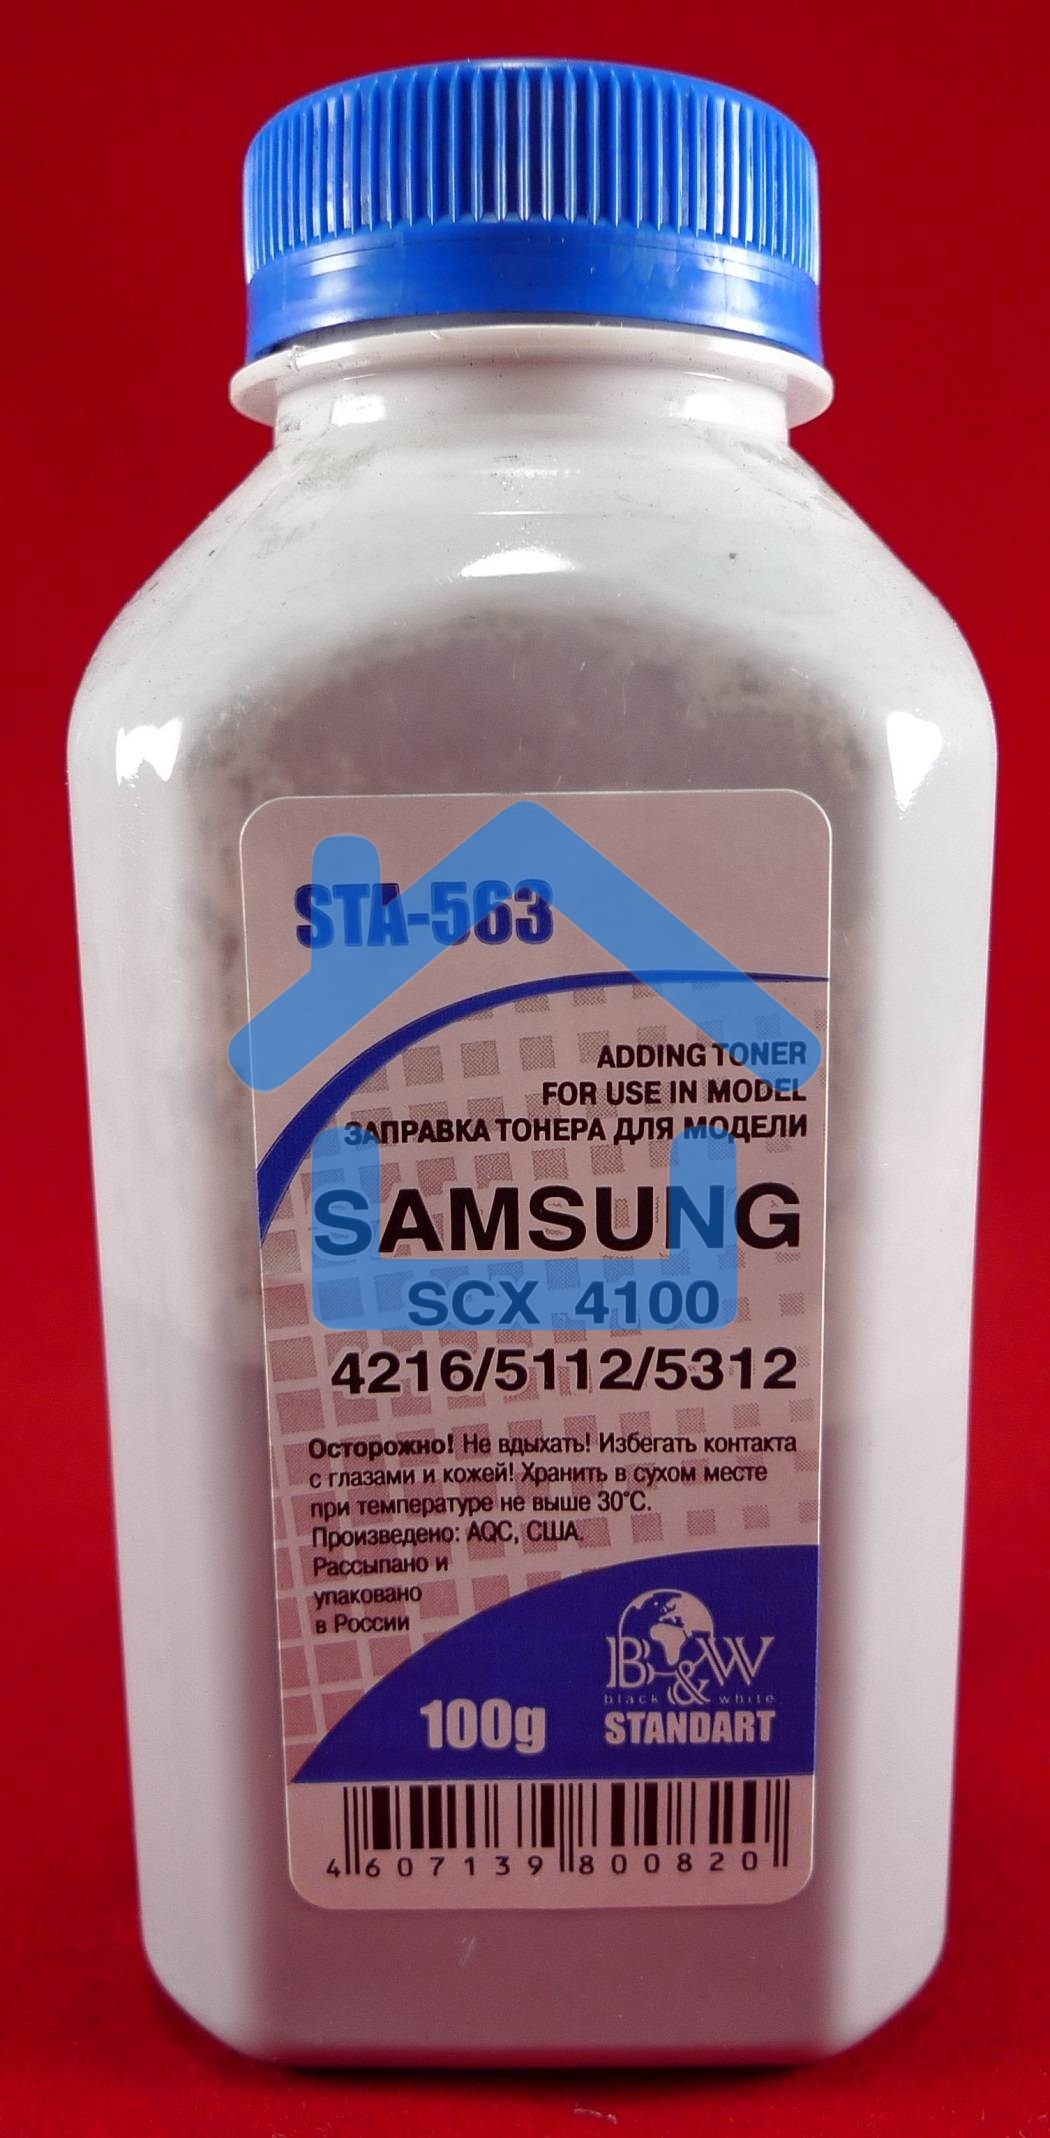 STA-563
ADDING TONER
FOR USE IN MODEL
ЗАПРАВКА ТОНЕРА ДЛЯ МОДЕЛИ
SAMSUNG
SCX 4100
4216/5112/5312
Осторожно! Не вдыхать! Избегать контакта
с глазами и кожей! Хранить в сухом месте
при температуре не выше 30°С.
Произведено: AQC, США.
Рассыпано и
упаковано
в России
B&W
black & white
100g
STANDART
4 607139 800820